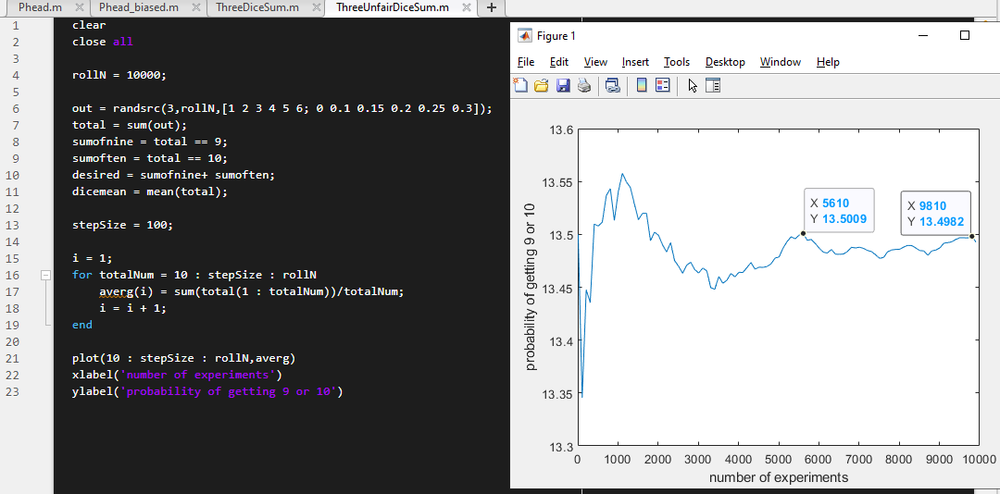 Phead.m × Phead_biased.m × ThreeDiceSum.m × ThreeUnfairDiceSum.m × +
1 clear
2 close all
3
4 rollN = 10000;
5
6 out = randsrc(3,rollN,[1 2 3 4 5 6; 0 0.1 0.15 0.2 0.25 0.3]);
7 total = sum(out);
8 sumofnine = total == 9;
9 sumoften = total == 10;
10 desired = sumofnine+ sumoften;
11 dicemean = mean(total);
12
13 stepSize = 100;
14
15 i = 1;
16 for totalNum = 10 : stepSize : rollN
17 averg(i) = sum(total(1 : totalNum))/totalNum;
18 i = i + 1;
19 end
20
21 plot(10 : stepSize : rollN,averg)
22 xlabel('number of experiments')
23 ylabel('probability of getting 9 or 10')
Figure 1
File Edit View Insert Tools Desktop Window Help
13.6
13.55
13.5
13.45
13.4
13.35
13.3
probability of getting 9 or 10
X 5610
Y 13.5009
X 9810
Y 13.4982
0 1000 2000 3000 4000 5000 6000 7000 8000 9000 10000
number of experiments